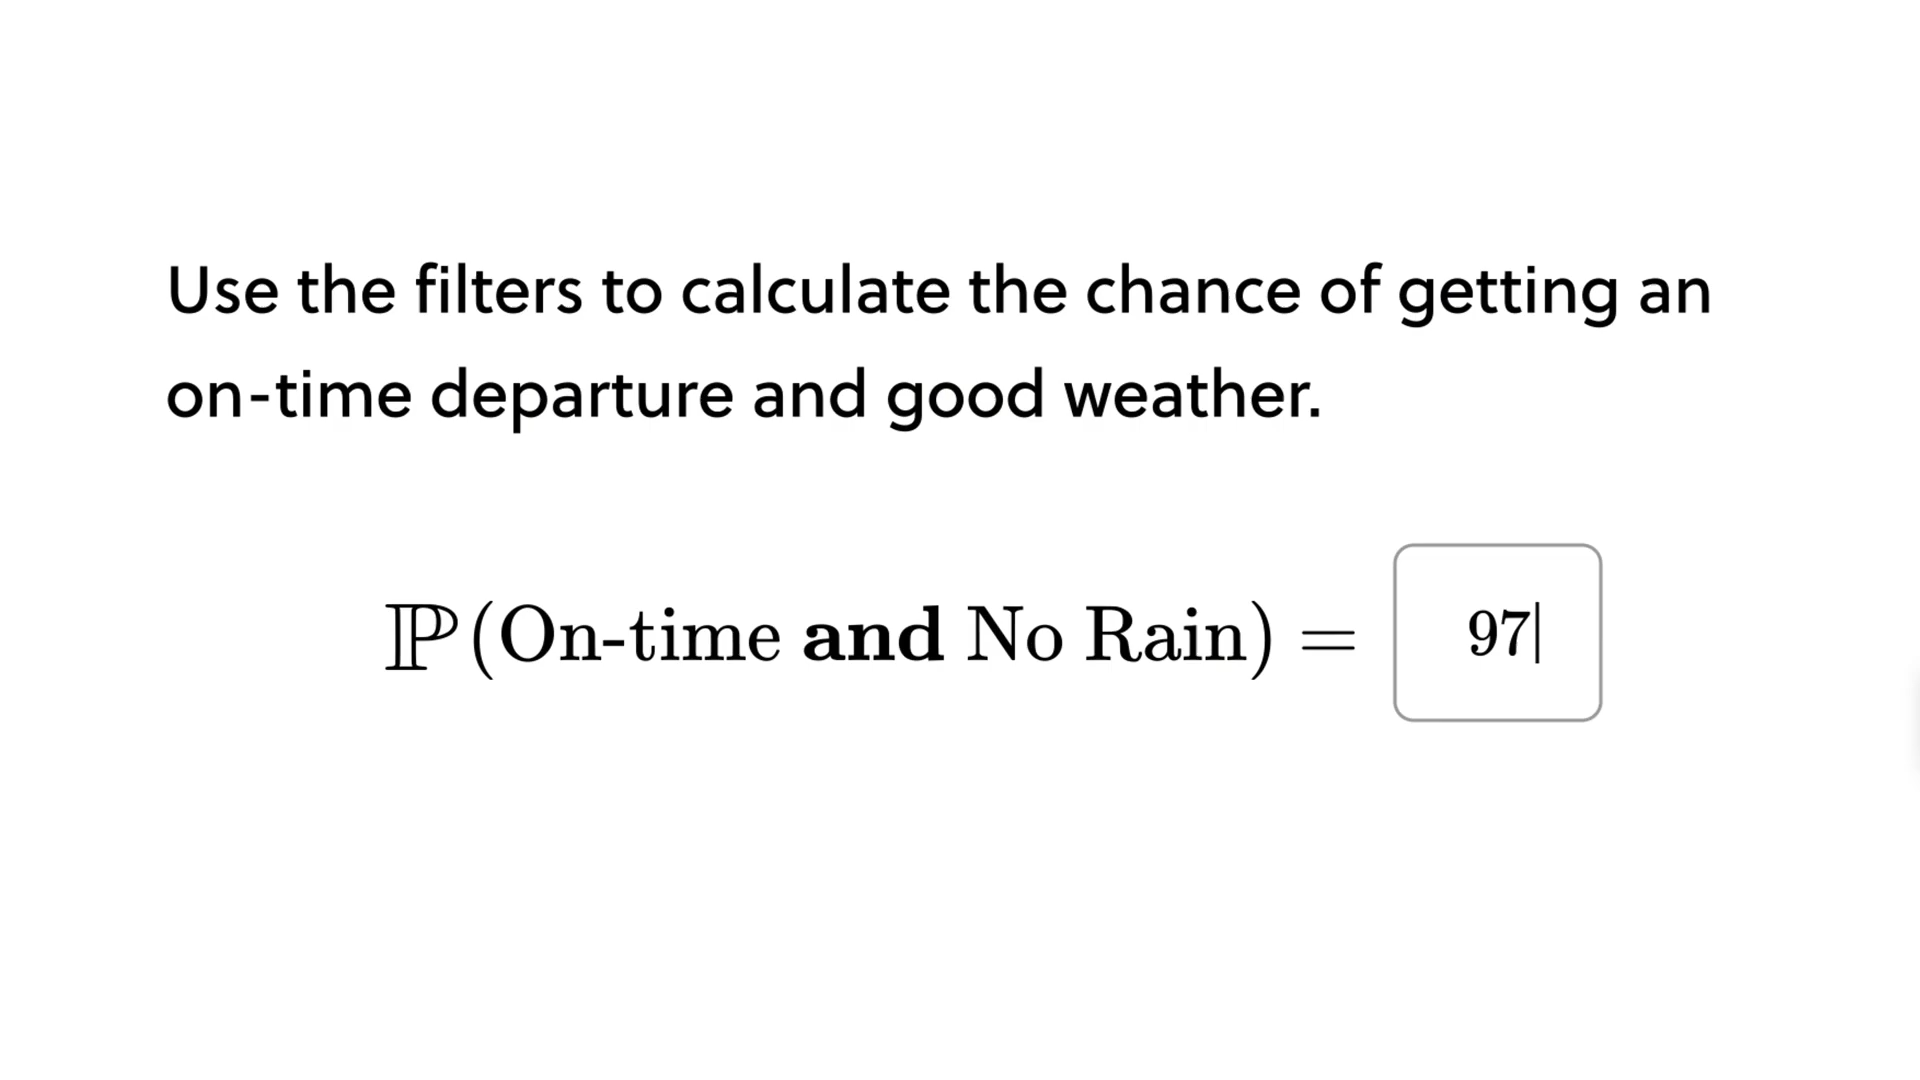 Use the filters to calculate the chance of getting an
on-time departure and good weather.
ℙ(On-time and No Rain) = 97